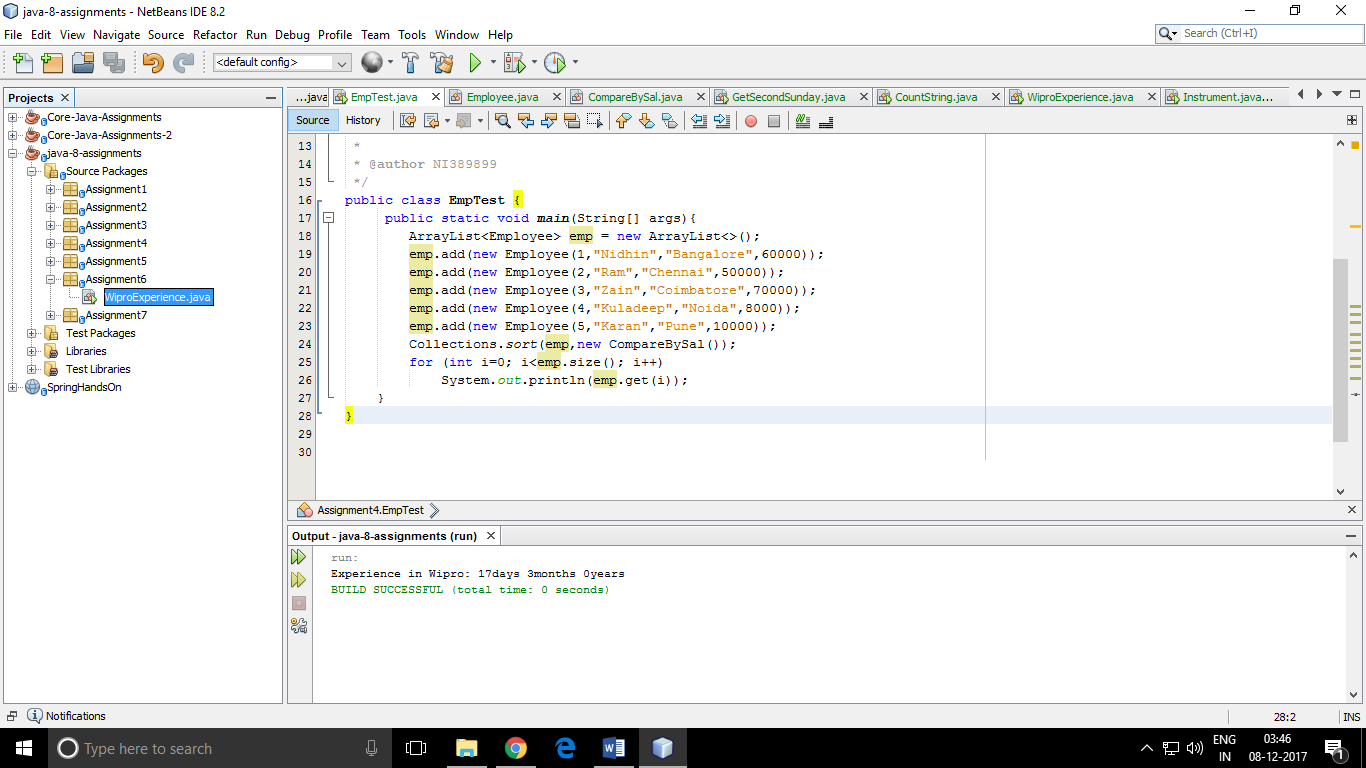 java-8-assignments - NetBeans IDE 8.2
File Edit View Navigate Source Refactor Run Debug Profile Team Tools Window Help
Search (Ctrl+I)
<default config>
Projects
Core-Java-Assignments
Core-Java-Assignments-2
java-8-assignments
Source Packages
Assignment1
Assignment2
Assignment3
Assignment4
Assignment5
Assignment6
WiproExperience.java
Assignment7
Test Packages
Libraries
Test Libraries
SpringHandsOn
...java EmpTest.java Employee.java CompareBySal.java GetSecondSunday.java CountString.java WiproExperience.java Instrument.java...
Source History
13 *
14 * @author NI389899
15 */
16 public class EmpTest {
17 public static void main(String[] args){
18 ArrayList<Employee> emp = new ArrayList<>();
19 emp.add(new Employee(1,"Nidhin","Bangalore",60000));
20 emp.add(new Employee(2,"Ram","Chennai",50000));
21 emp.add(new Employee(3,"Zain","Coimbatore",70000));
22 emp.add(new Employee(4,"Kuladeep","Noida",8000));
23 emp.add(new Employee(5,"Karan","Pune",10000));
24 Collections.sort(emp,new CompareBySal());
25 for (int i=0; i<emp.size(); i++)
26 System.out.println(emp.get(i));
27 }
28 }
29
30
Assignment4.EmpTest
Output - java-8-assignments (run)
run:
Experience in Wipro: 17days 3months 0years
BUILD SUCCESSFUL (total time: 0 seconds)
Notifications
28:2
INS
Type here to search
ENG
IN
03:46
08-12-2017
1